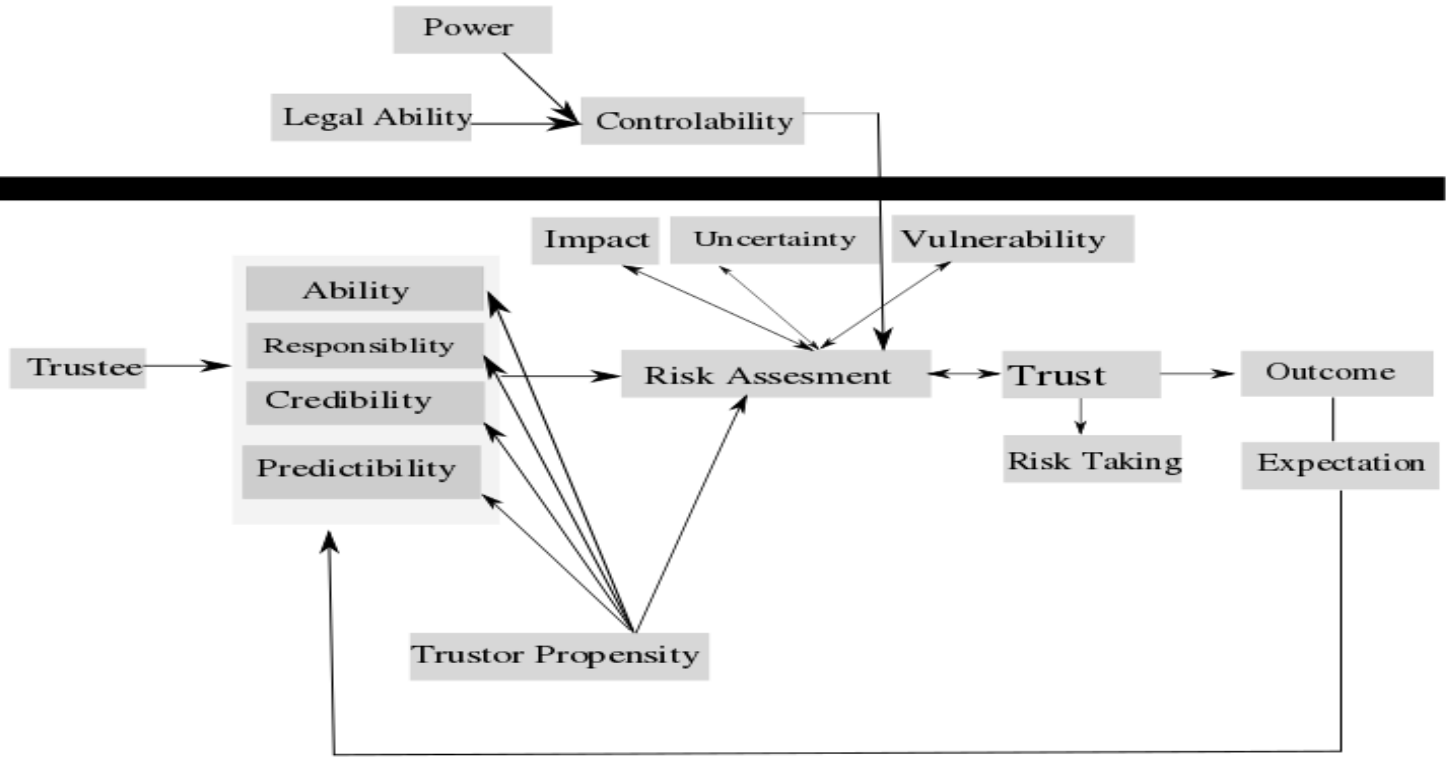 Power
Legal Ability
Controlability
Impact
Uncertainty
Vulnerability
Ability
Responsiblity
Credibility
Predictibility
Trustee
Risk Assesment
Trust
Outcome
Risk Taking
Expectation
Trustor Propensity